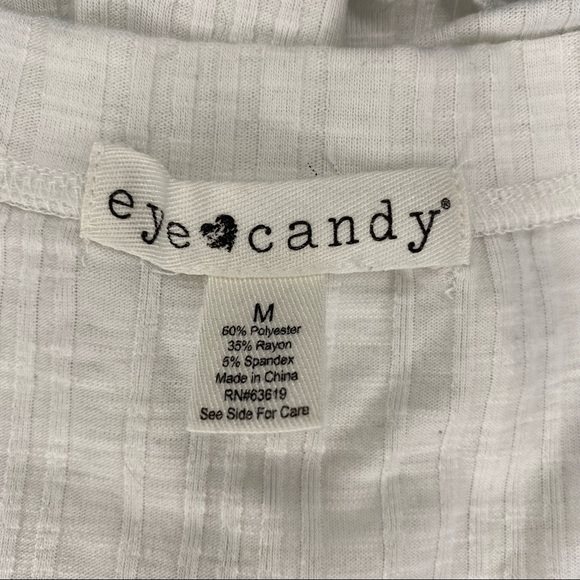 eye candy®
M
60% Polyester
35% Rayon
5% Spandex
Made in China
RN#63619
See Side For Care